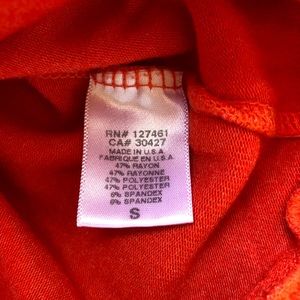 RN# 127461
CA# 30427
MADE IN U.S.A
FABRIQUE EN U.S.A
47% RAYON
47% RAYONNE
47% POLYESTER
47% POLYESTER
6% SPANDEX
6% SPANDEX
S